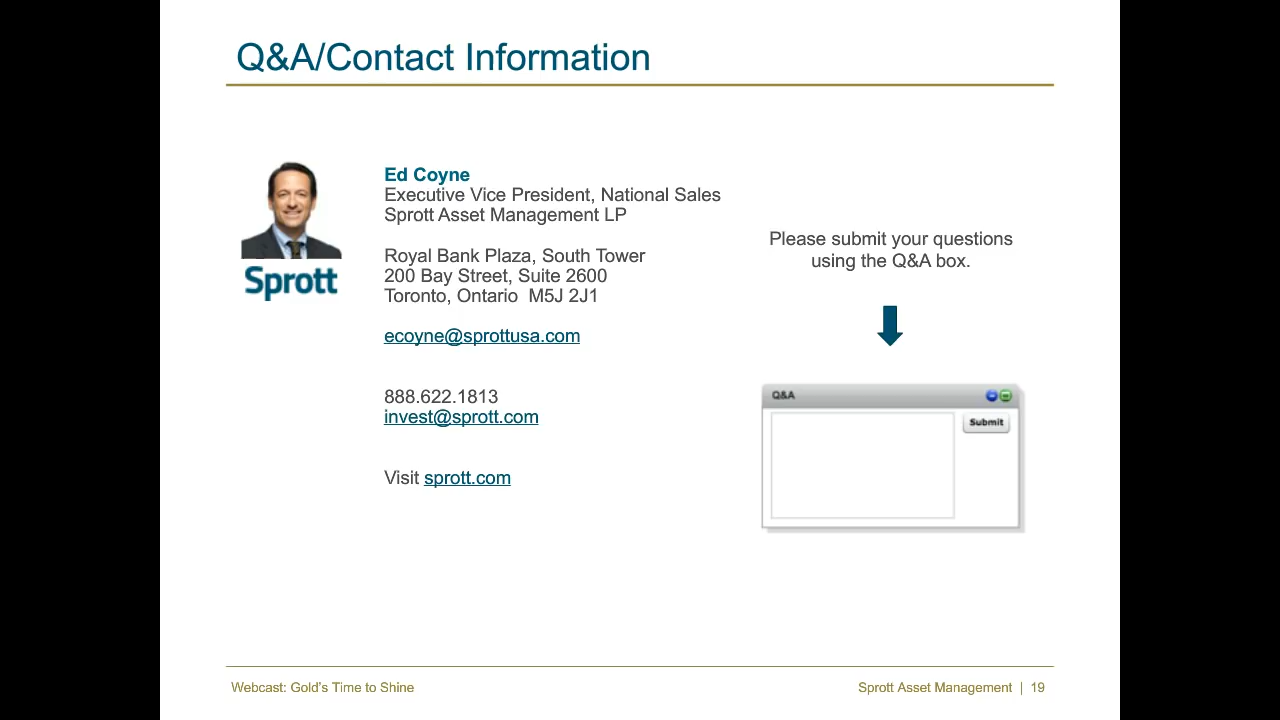 Q&A/Contact Information
Ed Coyne
Executive Vice President, National Sales
Sprott Asset Management LP
Royal Bank Plaza, South Tower
200 Bay Street, Suite 2600
Toronto, Ontario  M5J 2J1
ecoyne@sprottusa.com
888.622.1813
invest@sprott.com
Visit sprott.com
Sprott
Please submit your questions
using the Q&A box.
Q&A
Submit
Webcast: Gold's Time to Shine
Sprott Asset Management | 19